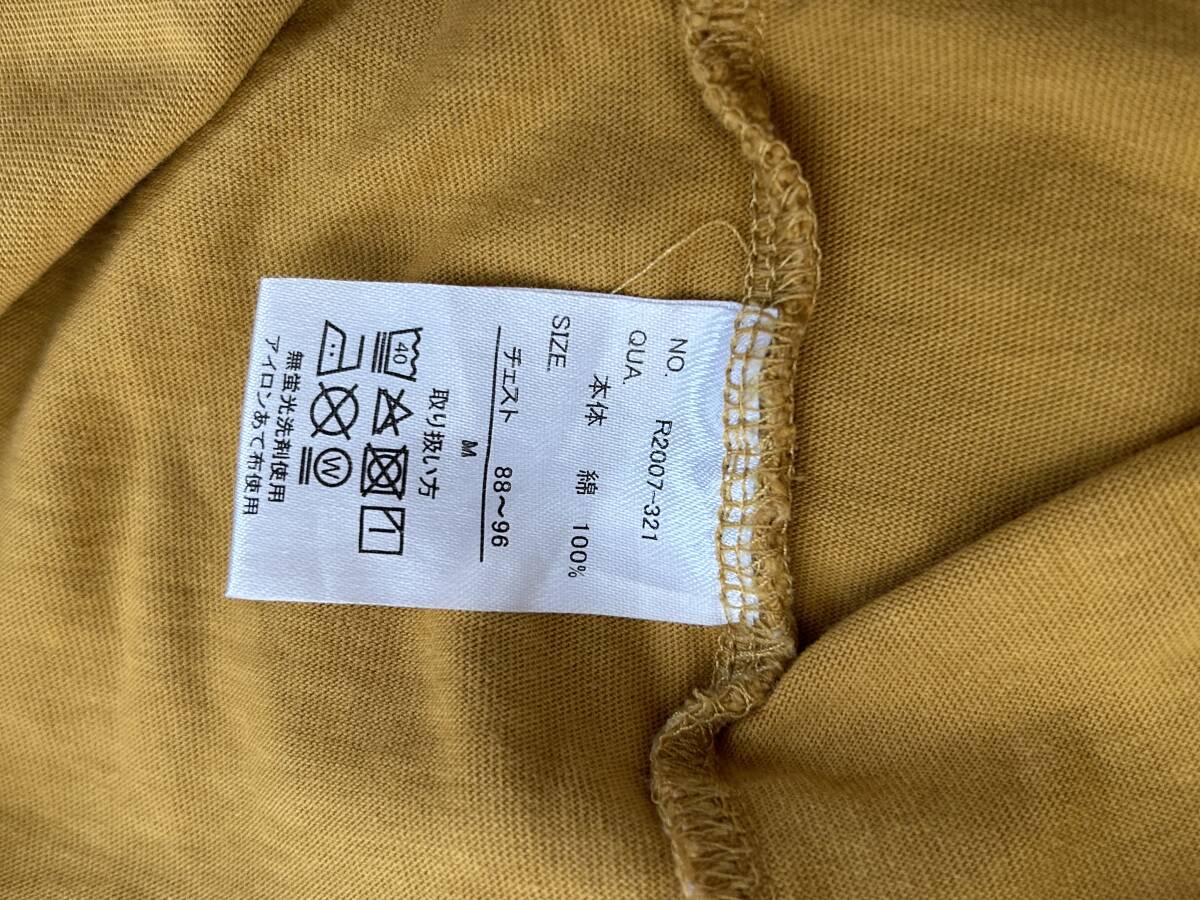 NO. R2007-321
QUA.
本体 綿 100%
SIZE.
チェスト 88～96
M
取り扱い方
40
W
無蛍光洗剤使用
アイロンあて布使用